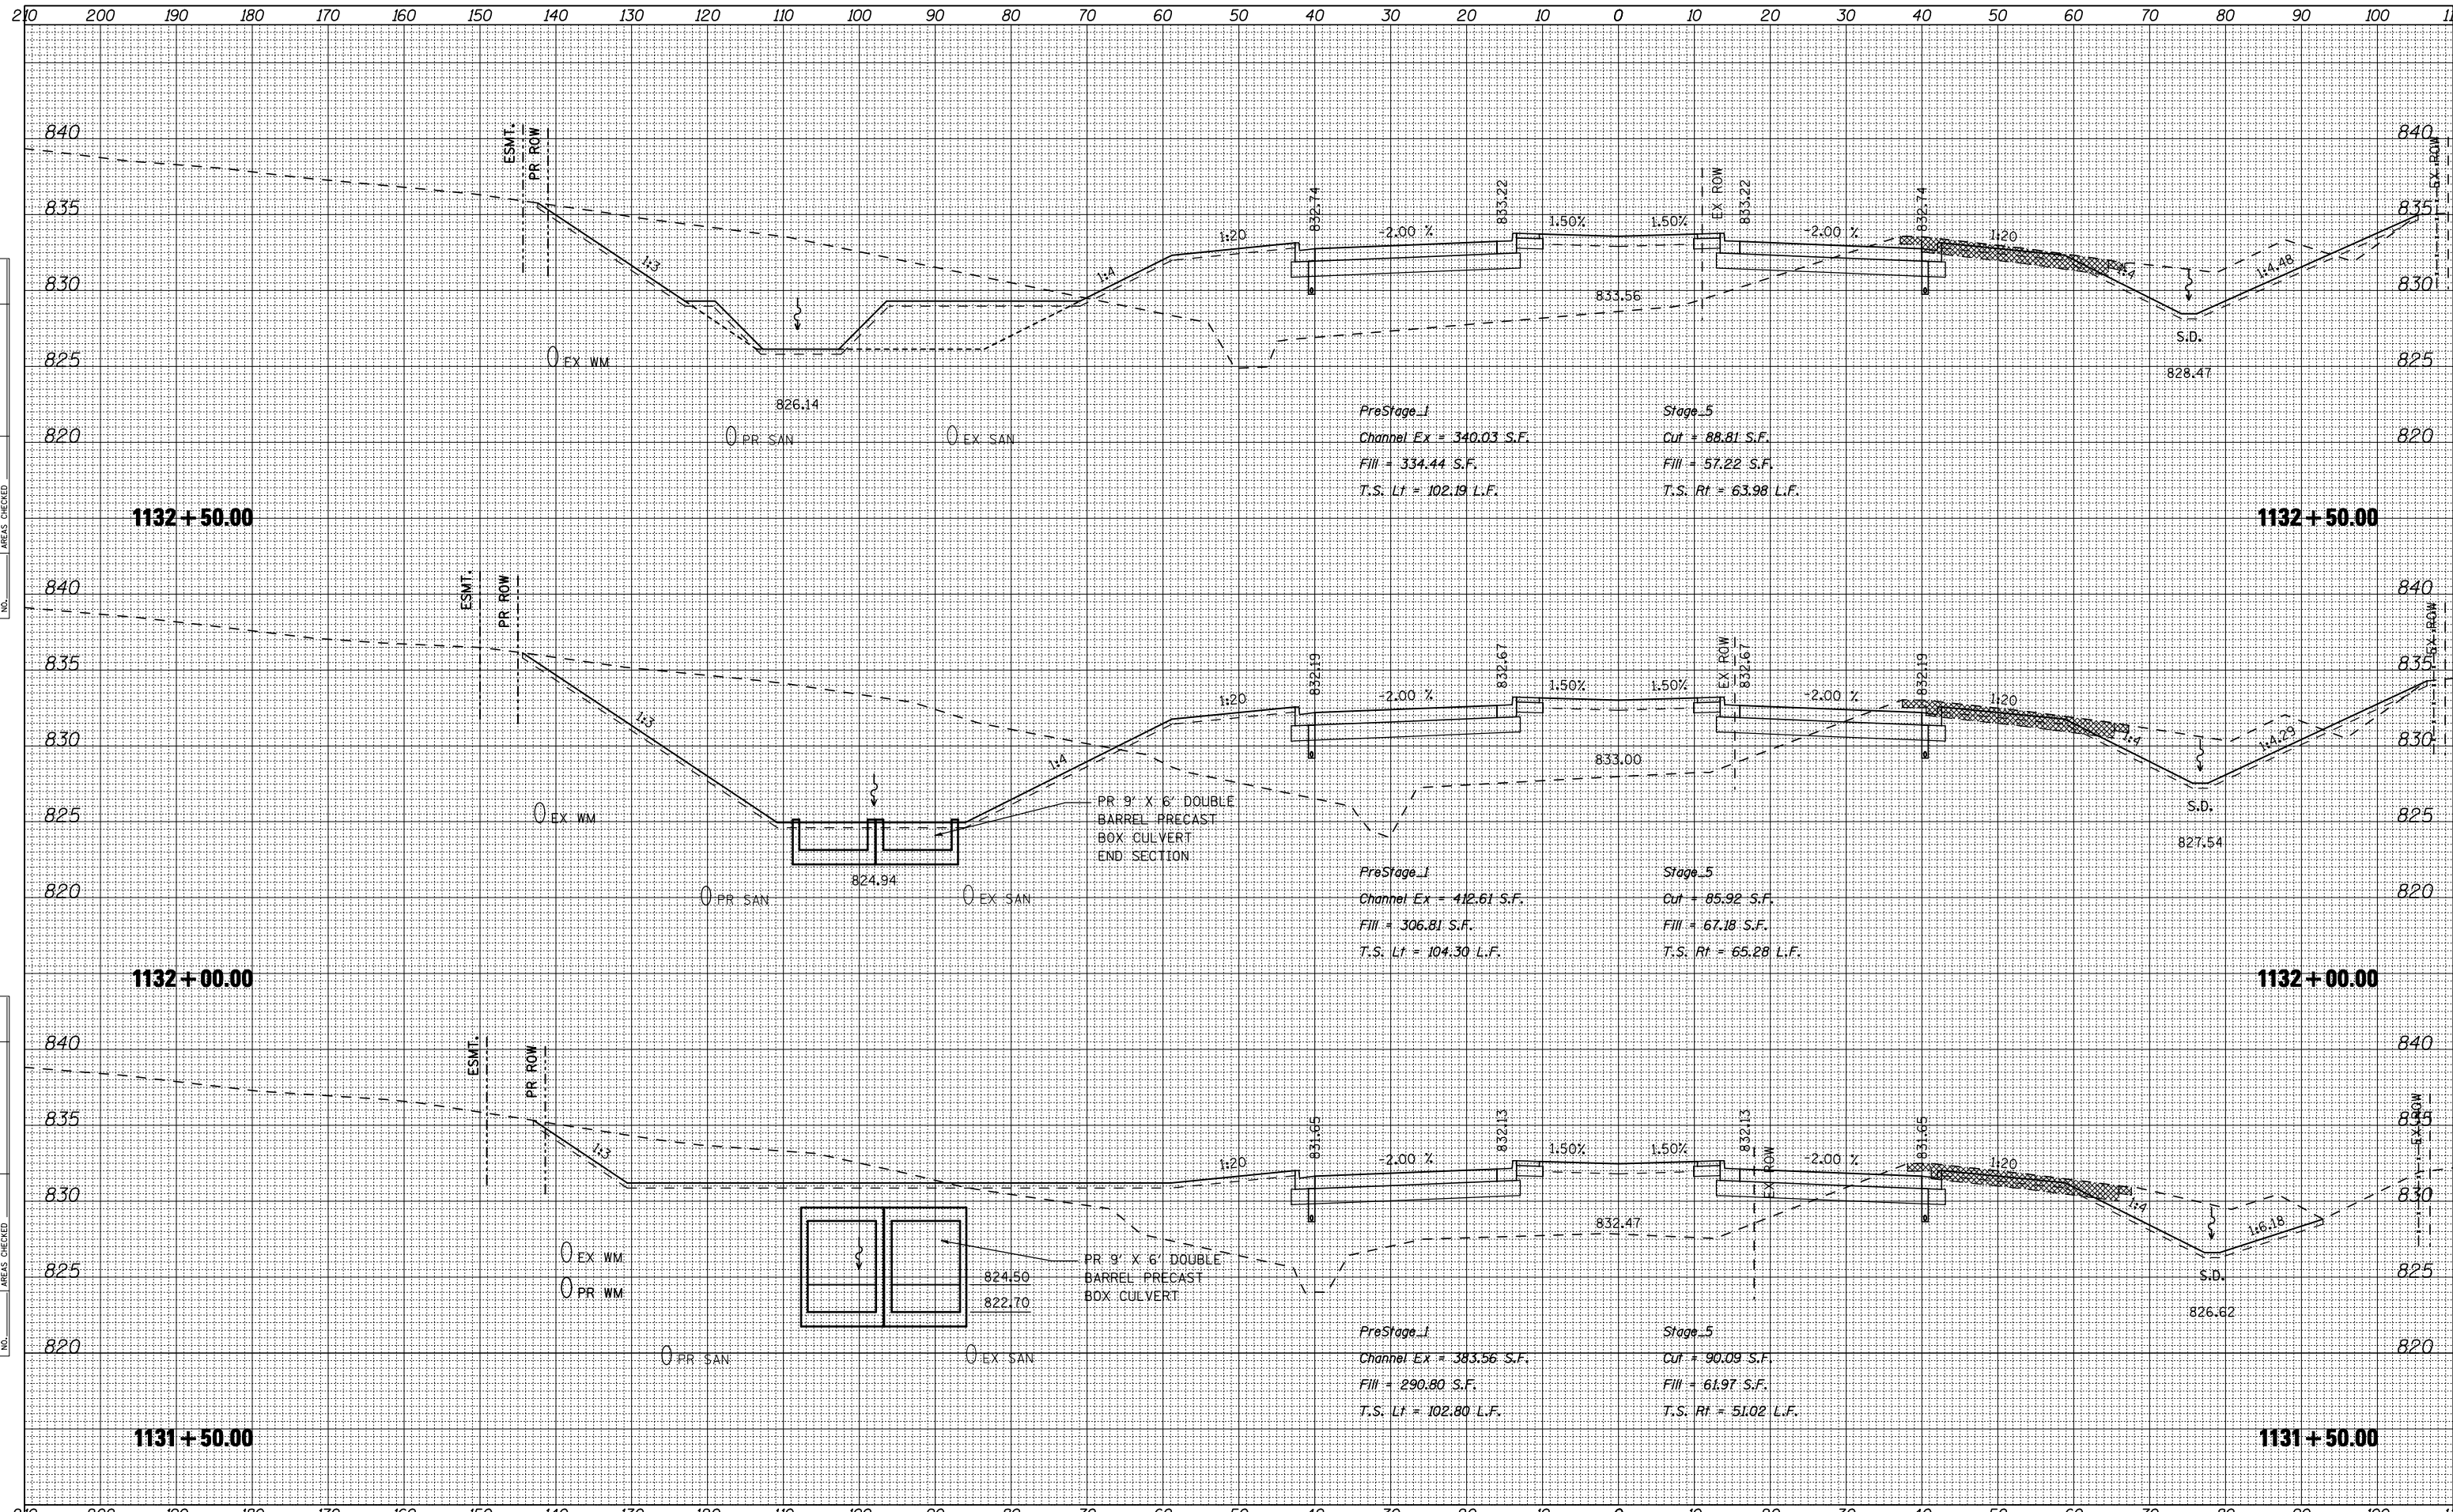 210 200 190 180 170 160 150 140 130 120 110 100 90 80 70 60 50 40 30 20 10 0 10 20 30 40 50 60 70 80 90 100
840 840
ESMT.
PR ROW
EX ROW
EX ROW
835 835
832.74
833.22
833.22
832.74
1:3
1:4
1:20
-2.00 %
1.50%
1.50%
-2.00 %
1:20
1:4
1:4.48
830 830
833.56
S.D.
828.47
EX WM
825 825
826.14
PR SAN
EX SAN
820 820
PreStage_1
Channel Ex = 340.03 S.F.
Fill = 334.44 S.F.
T.S. Lt = 102.19 L.F.
Stage_5
Cut = 88.81 S.F.
Fill = 57.22 S.F.
T.S. Rt = 63.98 L.F.
1132+50.00 1132+50.00
AREAS CHECKED
NO.
840 840
ESMT.
PR ROW
EX ROW
EX ROW
835 835
832.19
832.67
832.67
832.19
1:3
1:4
1:20
-2.00 %
1.50%
1.50%
-2.00 %
1:20
1:4
1:4.29
830 830
833.00
S.D.
827.54
EX WM
825 825
PR 9' X 6' DOUBLE
BARREL PRECAST
BOX CULVERT
END SECTION
824.94
PR SAN
EX SAN
820 820
PreStage_1
Channel Ex = 412.61 S.F.
Fill = 306.81 S.F.
T.S. Lt = 104.30 L.F.
Stage_5
Cut = 85.92 S.F.
Fill = 67.18 S.F.
T.S. Rt = 65.28 L.F.
1132+00.00 1132+00.00
840 840
ESMT.
PR ROW
EX ROW
EX ROW
835 835
831.65
832.13
832.13
831.65
1:3
1:20
-2.00 %
1.50%
1.50%
-2.00 %
1:20
1:4
1:6.18
830 830
832.47
S.D.
826.62
EX WM
PR WM
825 825
PR 9' X 6' DOUBLE
BARREL PRECAST
BOX CULVERT
824.50
822.70
PR SAN
EX SAN
820 820
PreStage_1
Channel Ex = 383.56 S.F.
Fill = 290.80 S.F.
T.S. Lt = 102.80 L.F.
Stage_5
Cut = 90.09 S.F.
Fill = 61.97 S.F.
T.S. Rt = 51.02 L.F.
1131+50.00 1131+50.00
AREAS CHECKED
NO.